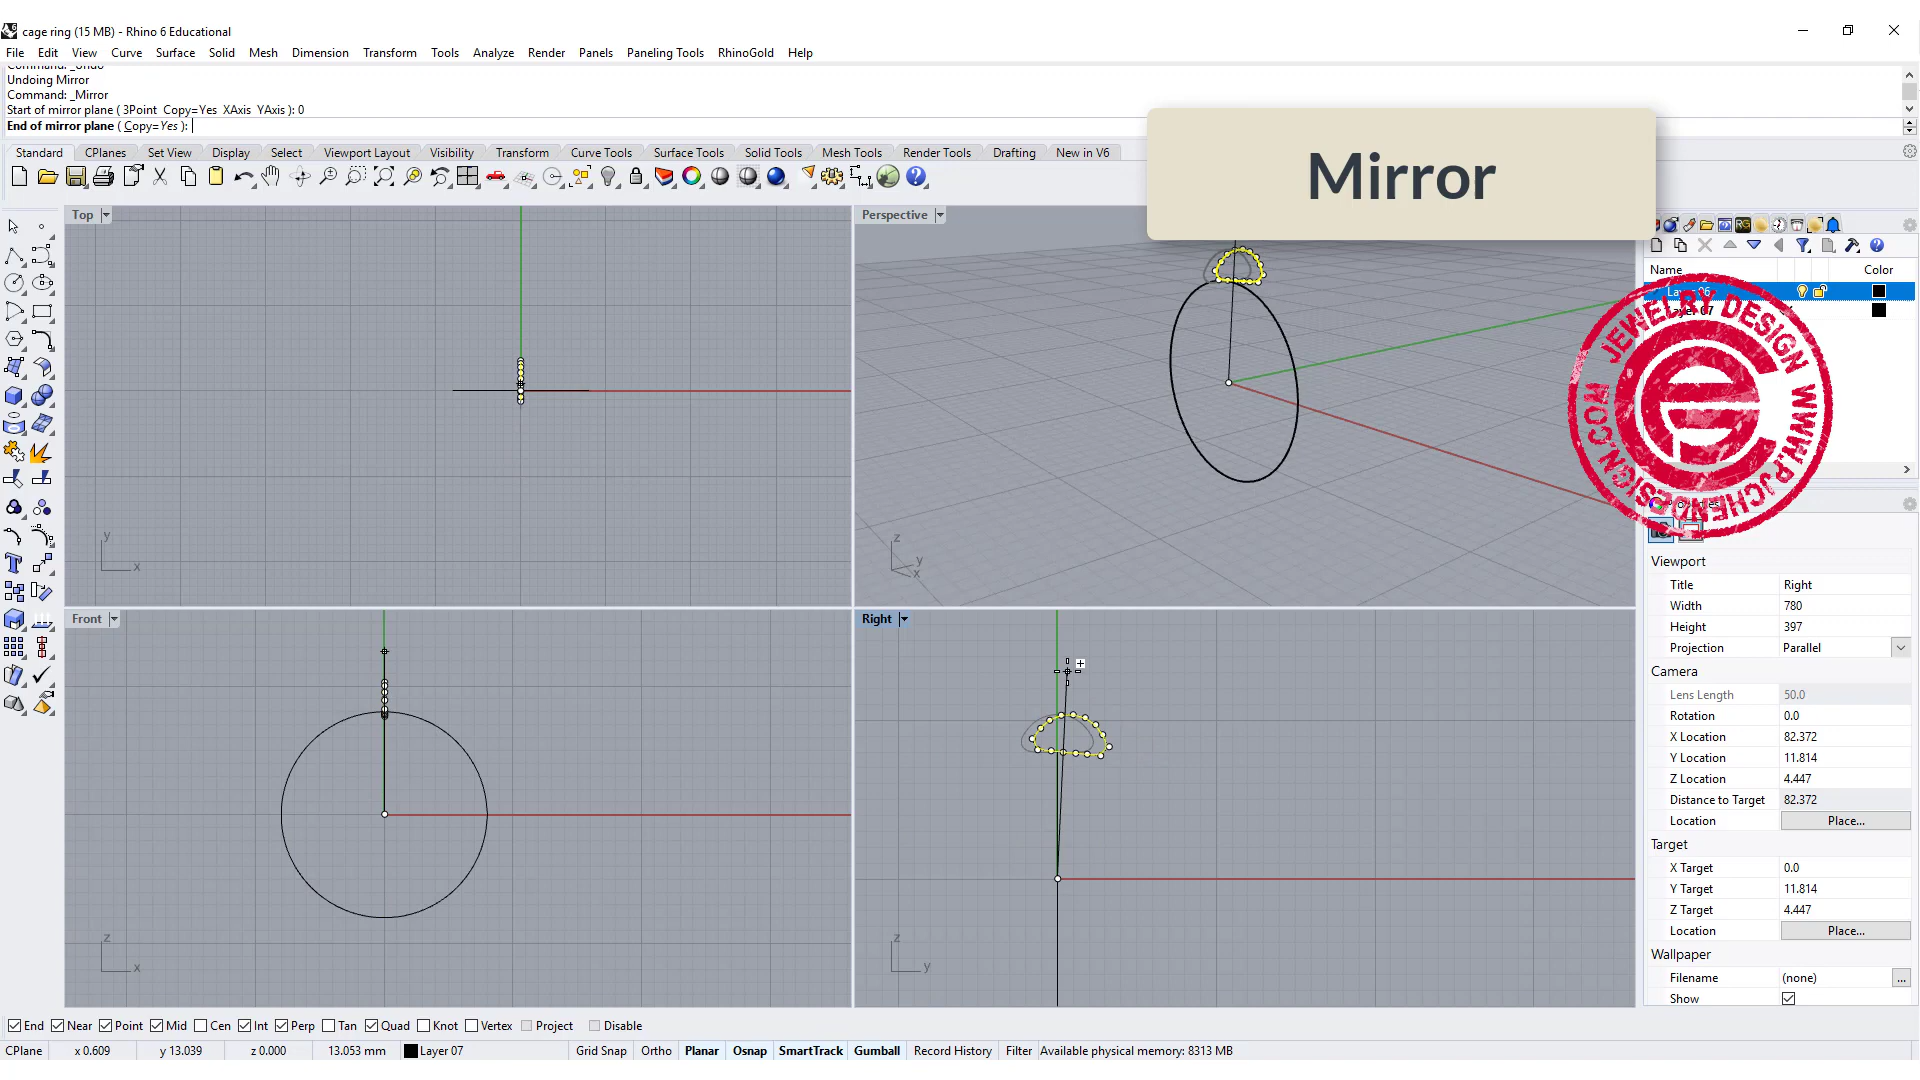 cage ring (15 MB) - Rhino 6 Educational
File Edit View Curve Surface Solid Mesh Dimension Transform Tools Analyze Render Panels Paneling Tools RhinoGold Help
Command: _Undo
Undoing Mirror
Command: _Mirror
Start of mirror plane ( 3Point Copy=Yes XAxis YAxis ): 0
End of mirror plane ( Copy=Yes ):
Mirror
Standard CPlanes Set View Display Select Viewport Layout Visibility Transform Curve Tools Surface Tools Solid Tools Mesh Tools Render Tools Drafting New in V6
Top
Perspective
RG
Name Color
07
JEWELRY DESIGN WWW.PJCHENDESIGN.COM
y
x
z
y
x
Front
Right
z
x
z
y
Viewport
Title Right
Width 780
Height 397
Projection Parallel
Camera
Lens Length 50.0
Rotation 0.0
X Location 82.372
Y Location 11.814
Z Location 4.447
Distance to Target 82.372
Location Place...
Target
X Target 0.0
Y Target 11.814
Z Target 4.447
Location Place...
Wallpaper
Filename (none) ...
Show
End Near Point Mid Cen Int Perp Tan Quad Knot Vertex Project Disable
CPlane x 0.609 y 13.039 z 0.000 13.053 mm Layer 07 Grid Snap Ortho Planar Osnap SmartTrack Gumball Record History Filter Available physical memory: 8313 MB